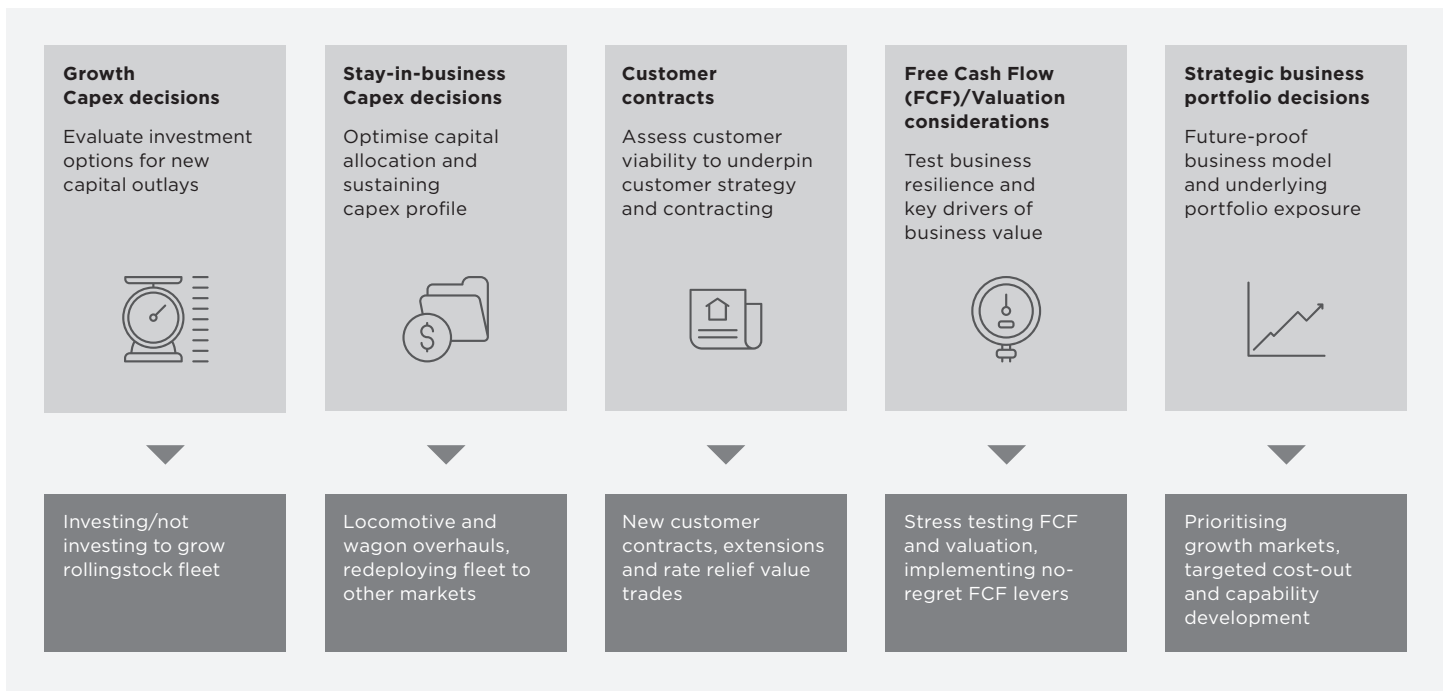 Growth
Capex decisions
Evaluate investment
options for new
capital outlays
Stay-in-business
Capex decisions
Optimise capital
allocation and
sustaining
capex profile
$
Customer
contracts
Assess customer
viability to underpin
customer strategy
and contracting
Free Cash Flow
(FCF)/Valuation
considerations
Test business
resilience and
key drivers of
business value
Strategic business
portfolio decisions
Future-proof
business model
and underlying
portfolio exposure
Investing/not
investing to grow
rollingstock fleet
Locomotive and
wagon overhauls,
redeploying fleet to
other markets
New customer
contracts, extensions
and rate relief value
trades
Stress testing FCF
and valuation,
implementing no-
regret FCF levers
Prioritising
growth markets,
targeted cost-out
and capability
development